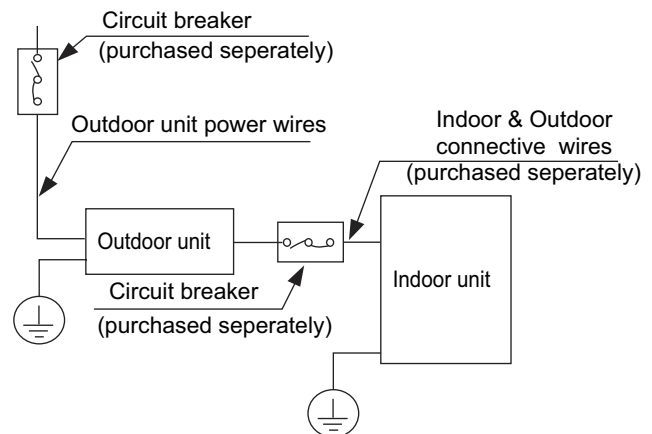 Circuit breaker
(purchased seperately)
Outdoor unit power wires
Indoor & Outdoor
connective wires
(purchased seperately)
Outdoor unit
Circuit breaker
(purchased seperately)
Indoor unit